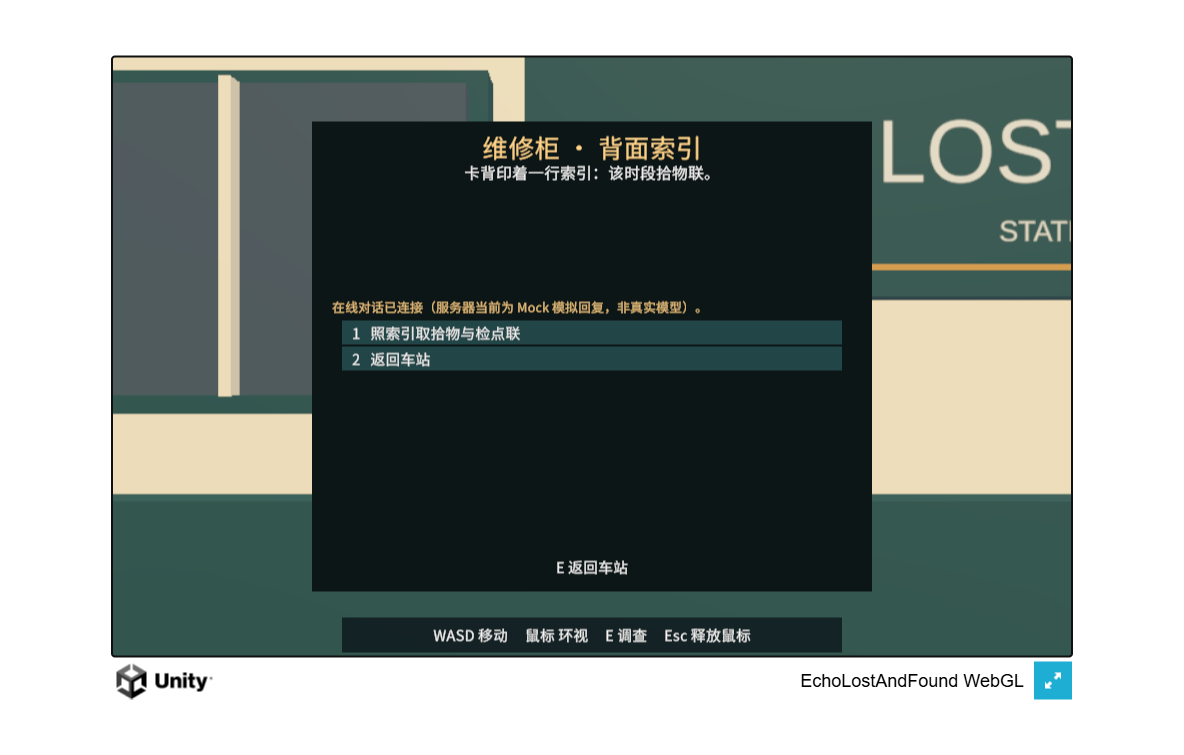 LOST
STATI
维修柜 · 背面索引
卡背印着一行索引：该时段拾物联。
在线对话已连接（服务器当前为 Mock 模拟回复，非真实模型）。
1 照索引取拾物与检点联
2 返回车站
E 返回车站
WASD 移动 鼠标 环视 E 调查 Esc 释放鼠标
Unity
EchoLostAndFound WebGL